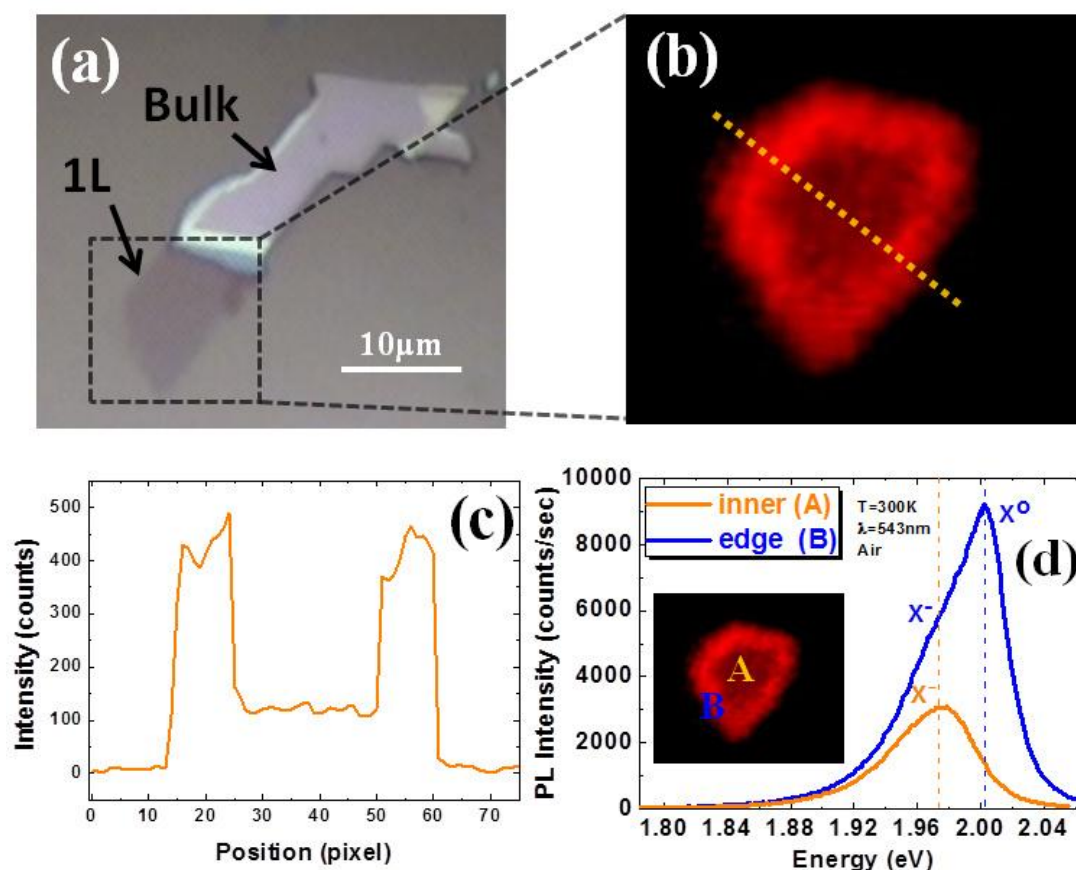 (a)
Bulk
1L
10μm
(b)
500
400
300
200
100
0
Intensity (counts)
0 10 20 30 40 50 60 70
Position (pixel)
(c)
10000
8000
6000
4000
2000
0
PL Intensity (counts/sec)
inner (A)
edge (B)
T=300K
λ=543nm
Air
X⁰
(d)
X⁻
X⁻
A
B
1.80 1.84 1.88 1.92 1.96 2.00 2.04
Energy (eV)